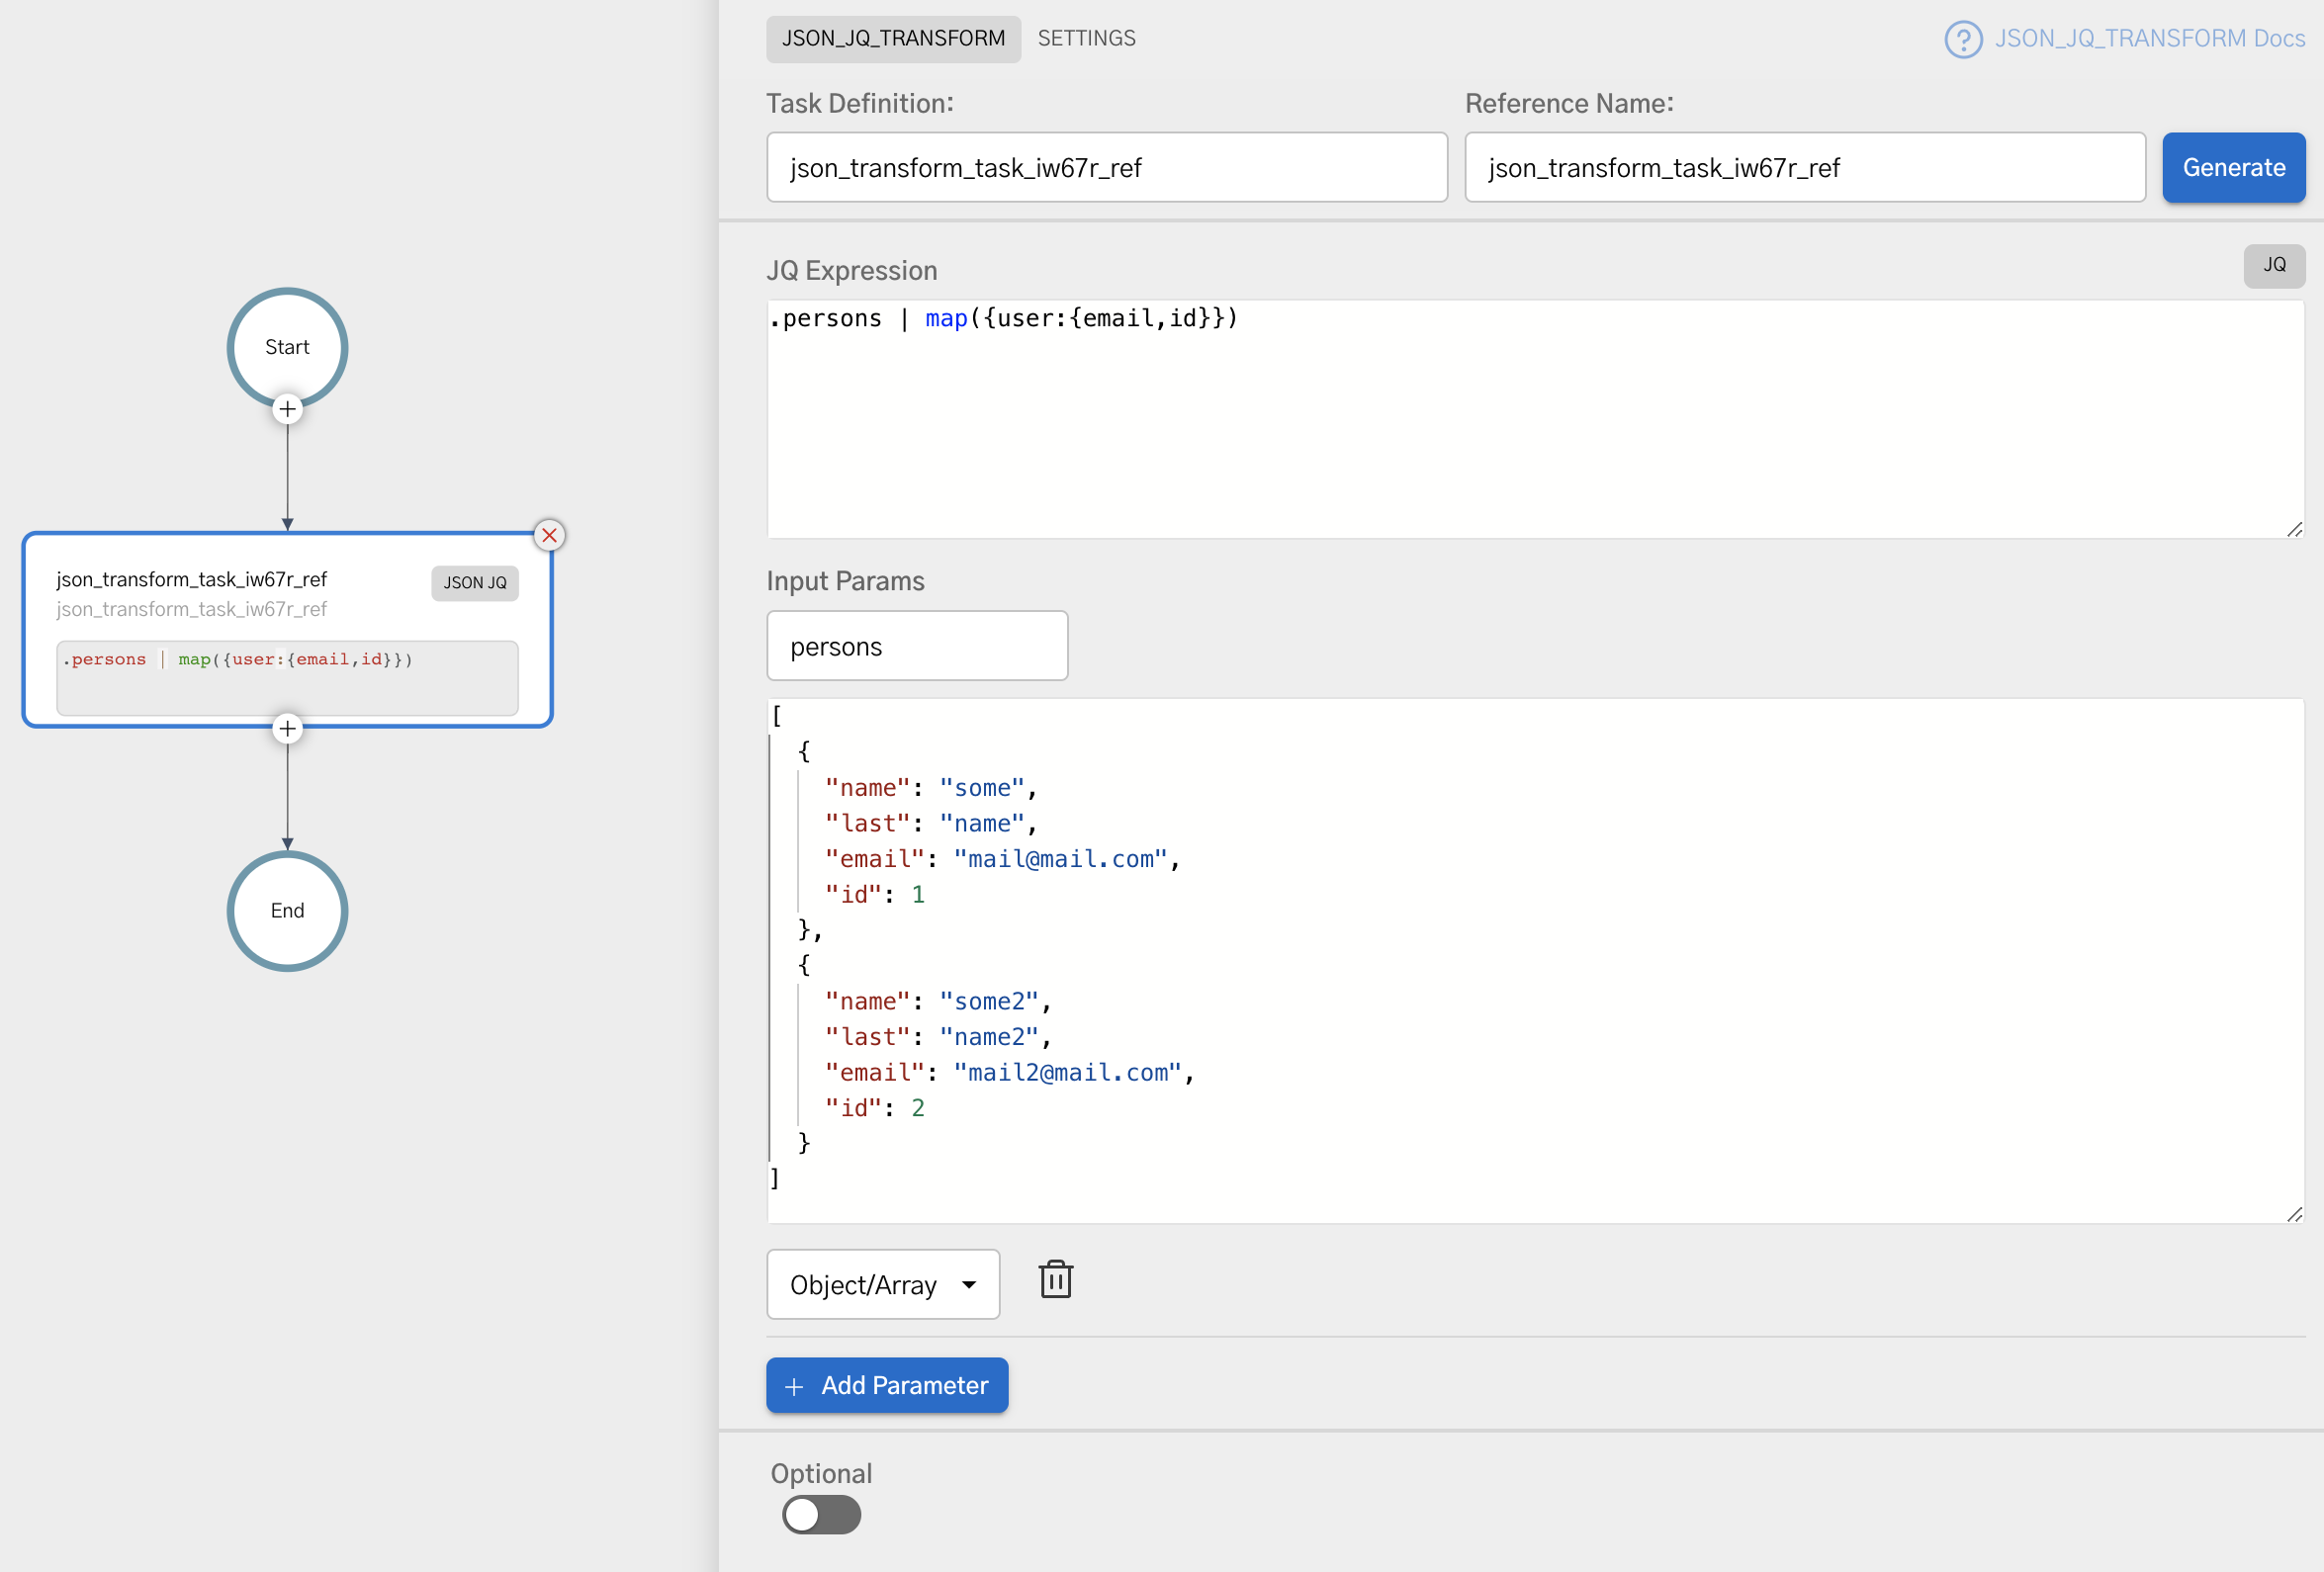 Start
json_transform_task_iw67r_ref
JSON JQ
json_transform_task_iw67r_ref
.persons | map({user:{email,id}})
End
JSON_JQ_TRANSFORM
SETTINGS
JSON_JQ_TRANSFORM Docs
Task Definition:
Reference Name:
json_transform_task_iw67r_ref
json_transform_task_iw67r_ref
Generate
JQ Expression
JQ
.persons | map({user:{email,id}})
Input Params
persons
[
{
"name": "some",
"last": "name",
"email": "mail@mail.com",
"id": 1
},
{
"name": "some2",
"last": "name2",
"email": "mail2@mail.com",
"id": 2
}
]
Object/Array
+ Add Parameter
Optional